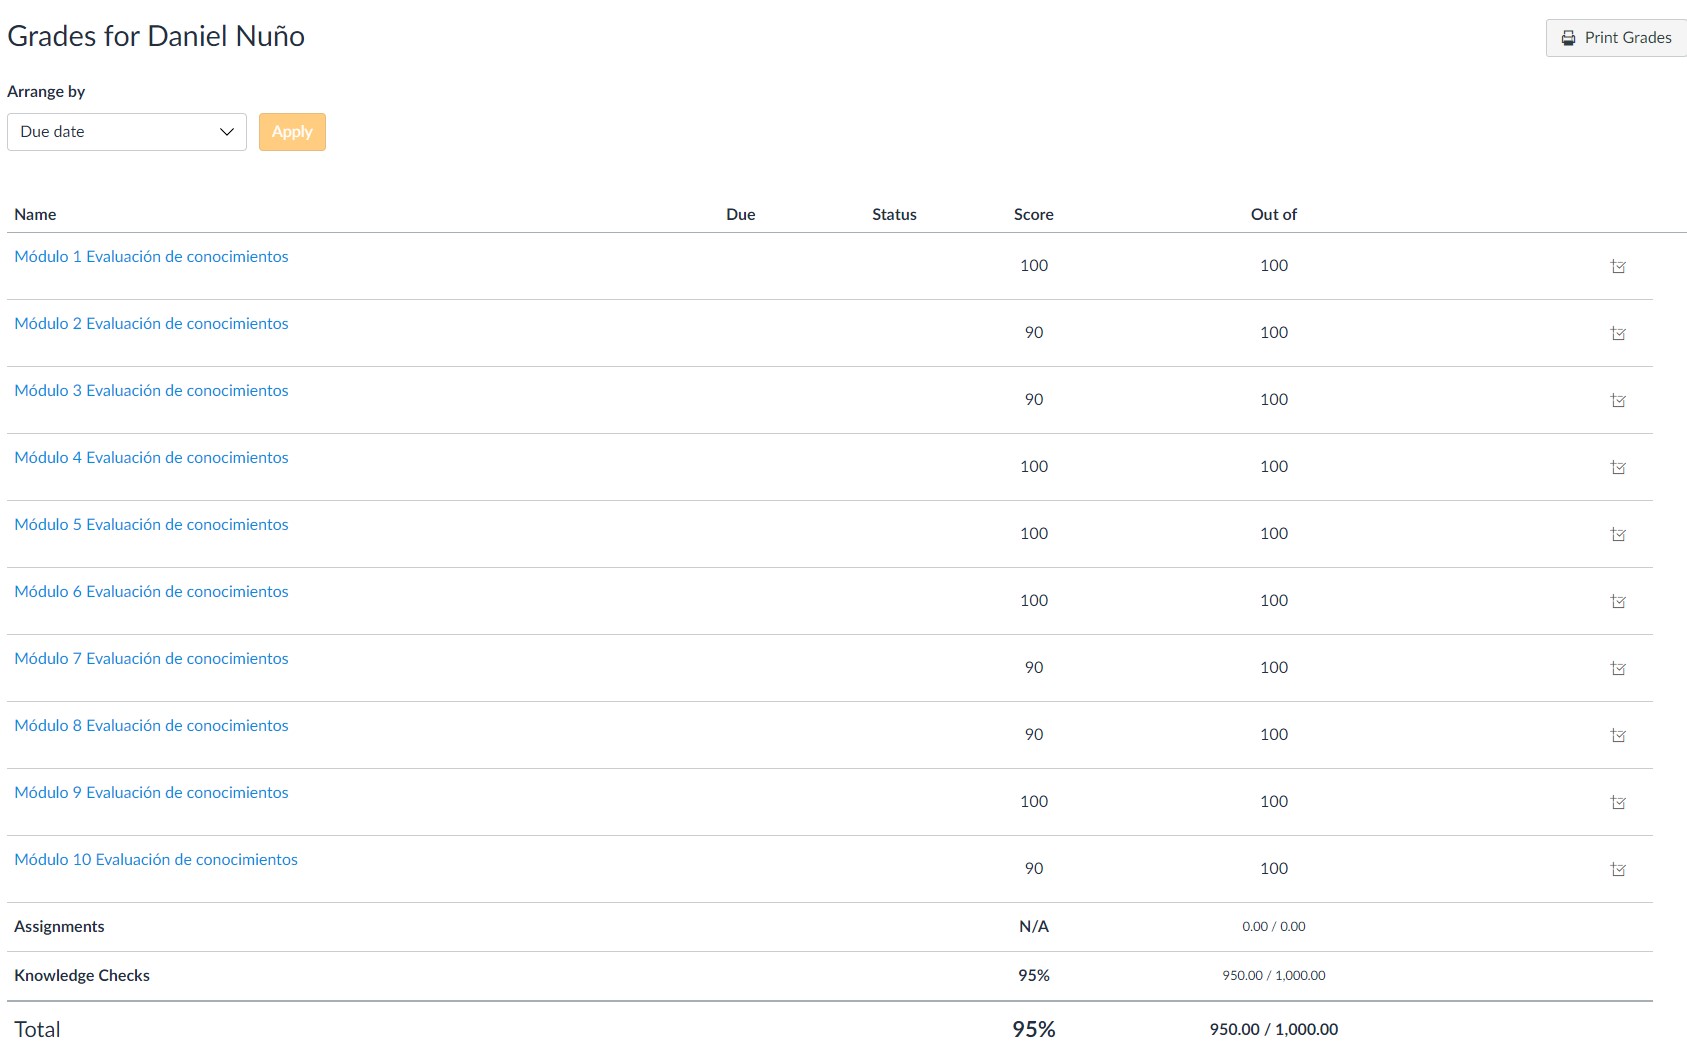 Grades for Daniel Nuño
Print Grades
Arrange by
Due date Apply
Name Due Status Score Out of
Módulo 1 Evaluación de conocimientos 100 100
Módulo 2 Evaluación de conocimientos 90 100
Módulo 3 Evaluación de conocimientos 90 100
Módulo 4 Evaluación de conocimientos 100 100
Módulo 5 Evaluación de conocimientos 100 100
Módulo 6 Evaluación de conocimientos 100 100
Módulo 7 Evaluación de conocimientos 90 100
Módulo 8 Evaluación de conocimientos 90 100
Módulo 9 Evaluación de conocimientos 100 100
Módulo 10 Evaluación de conocimientos 90 100
Assignments N/A 0.00 / 0.00
Knowledge Checks 95% 950.00 / 1,000.00
Total 95% 950.00 / 1,000.00